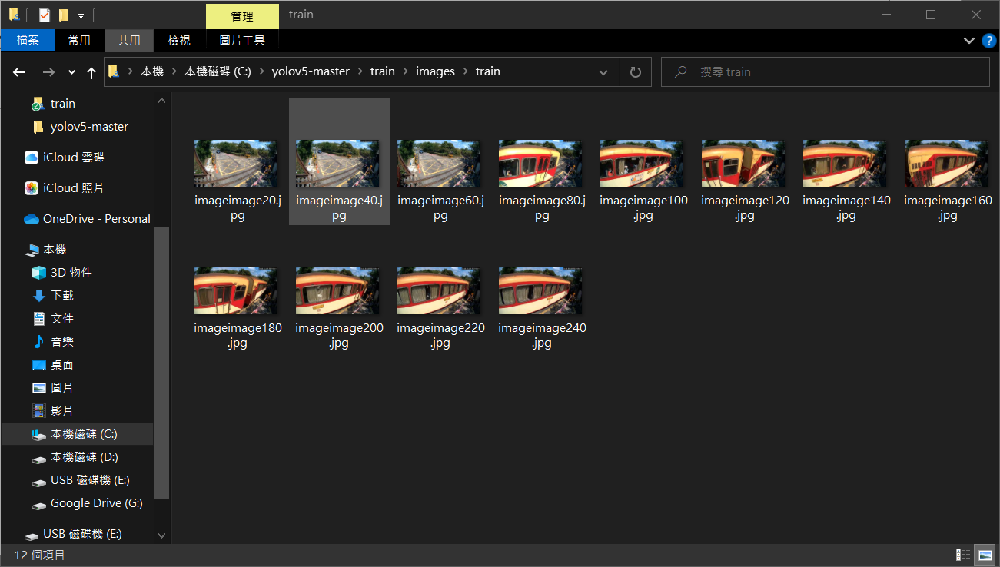 管理
train
檔案
常用
共用
檢視
圖片工具
?
本機 > 本機磁碟 (C:) > yolov5-master > train > images > train
搜尋 train
train
yolov5-master
iCloud 雲碟
iCloud 照片
OneDrive - Personal
本機
3D 物件
下載
文件
音樂
桌面
圖片
影片
本機磁碟 (C:)
本機磁碟 (D:)
USB 磁碟機 (E:)
Google Drive (G:)
USB 磁碟機 (E:)
imageimage20.j
pg
imageimage40.j
pg
imageimage60.j
pg
imageimage80.j
pg
imageimage100
.jpg
imageimage120
.jpg
imageimage140
.jpg
imageimage160
.jpg
imageimage180
.jpg
imageimage200
.jpg
imageimage220
.jpg
imageimage240
.jpg
12 個項目